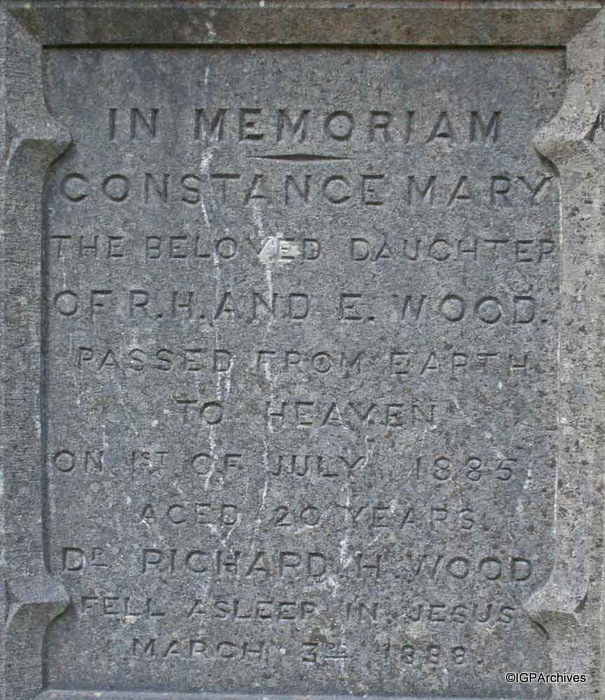 IN MEMORIAM
CONSTANCE MARY
THE BELOVED DAUGHTER
OF R.H. AND E. WOOD.
PASSED FROM EARTH
TO HEAVEN
ON 1ST OF JULY 1885
AGED 20 YEARS.
DR RICHARD H. WOOD
FELL ASLEEP IN JESUS
MARCH 3RD 1888.
©IGPArchives